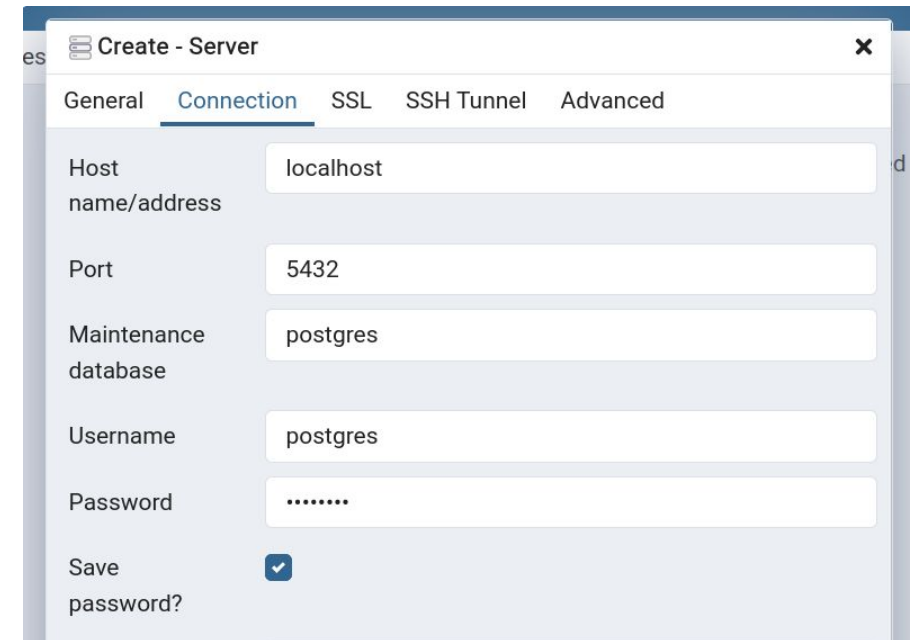 Create - Server
es
General Connection SSL SSH Tunnel Advanced
Host name/address
localhost
d
Port
5432
Maintenance database
postgres
Username
postgres
Password
••••••••
Save password?